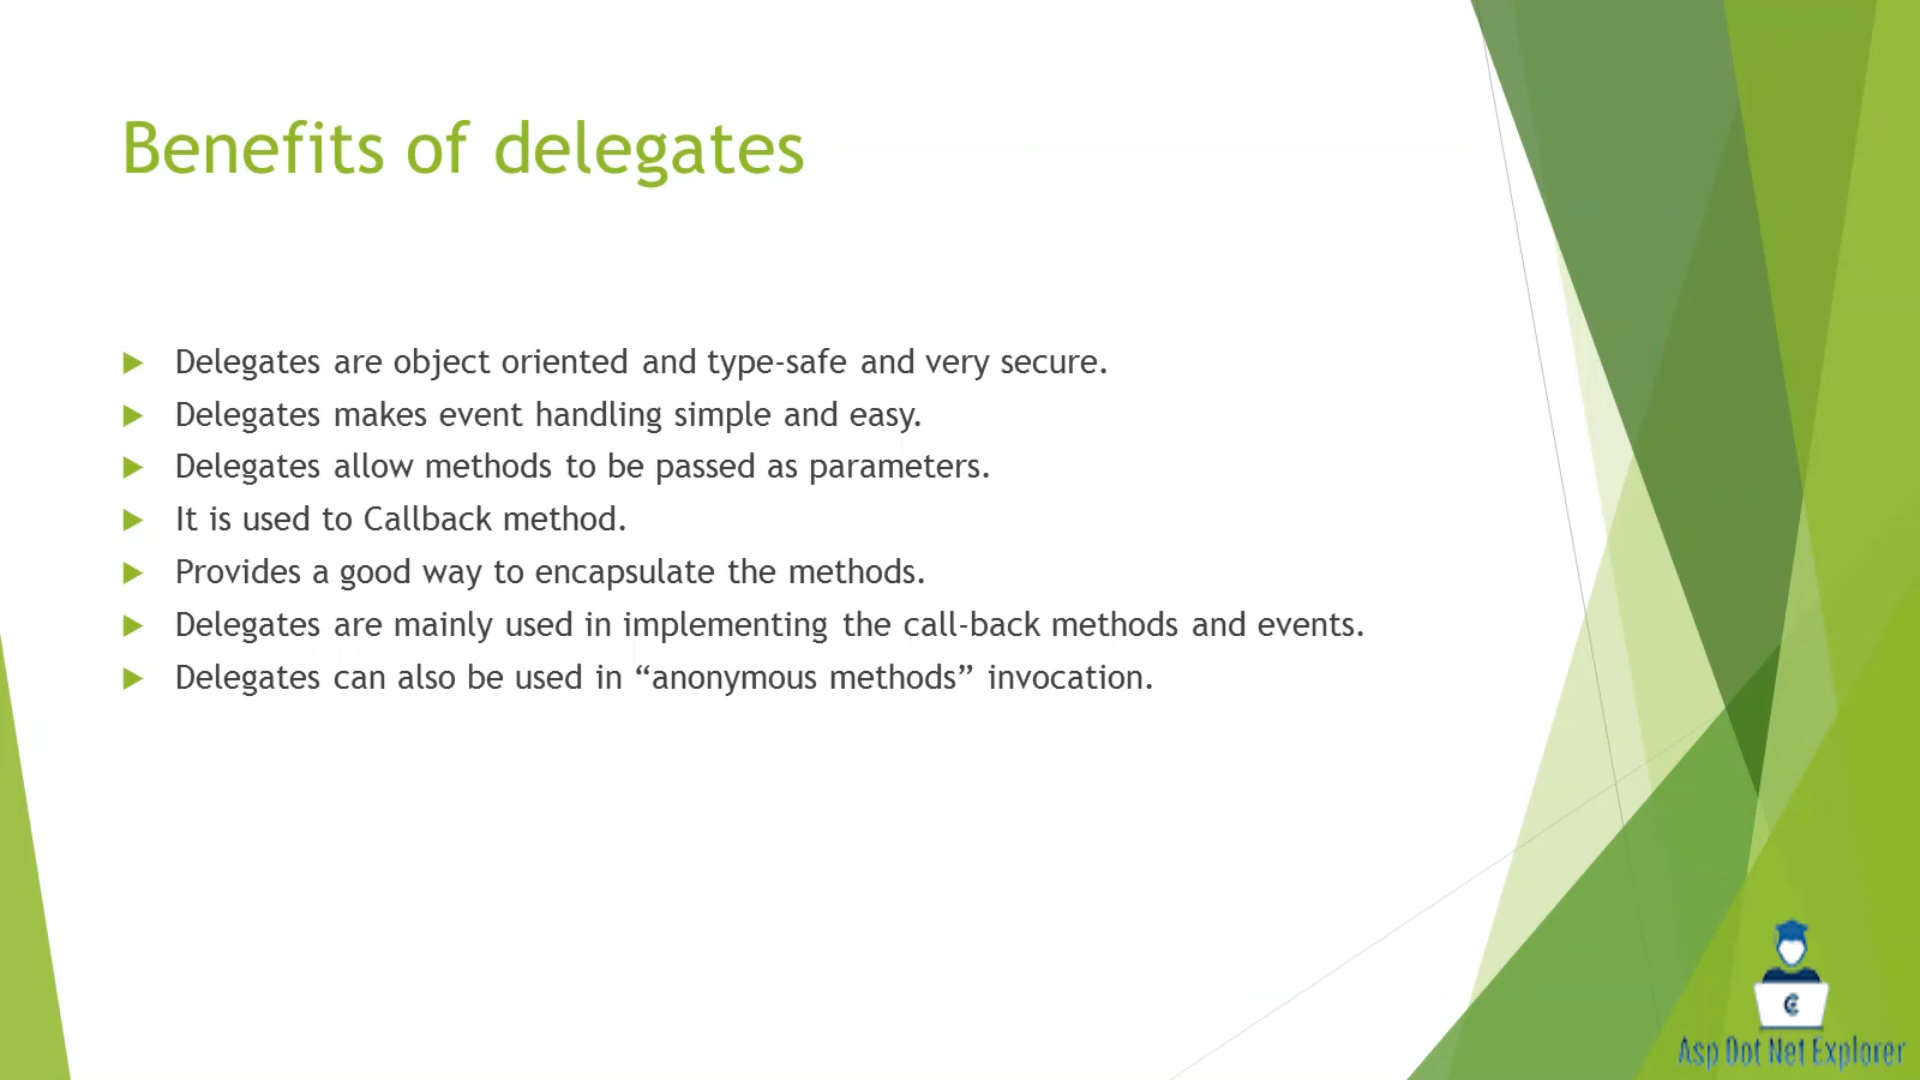 Benefits of delegates
Delegates are object oriented and type-safe and very secure.
Delegates makes event handling simple and easy.
Delegates allow methods to be passed as parameters.
It is used to Callback method.
Provides a good way to encapsulate the methods.
Delegates are mainly used in implementing the call-back methods and events.
Delegates can also be used in “anonymous methods” invocation.
Asp Dot Net Explorer